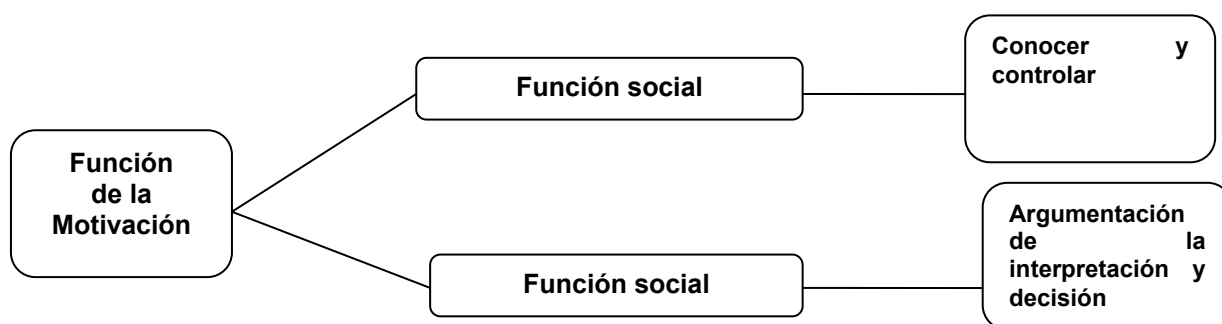 Función
de la
Motivación
Función social
Conocer y
controlar
Función social
Argumentación
de la
interpretación y
decisión